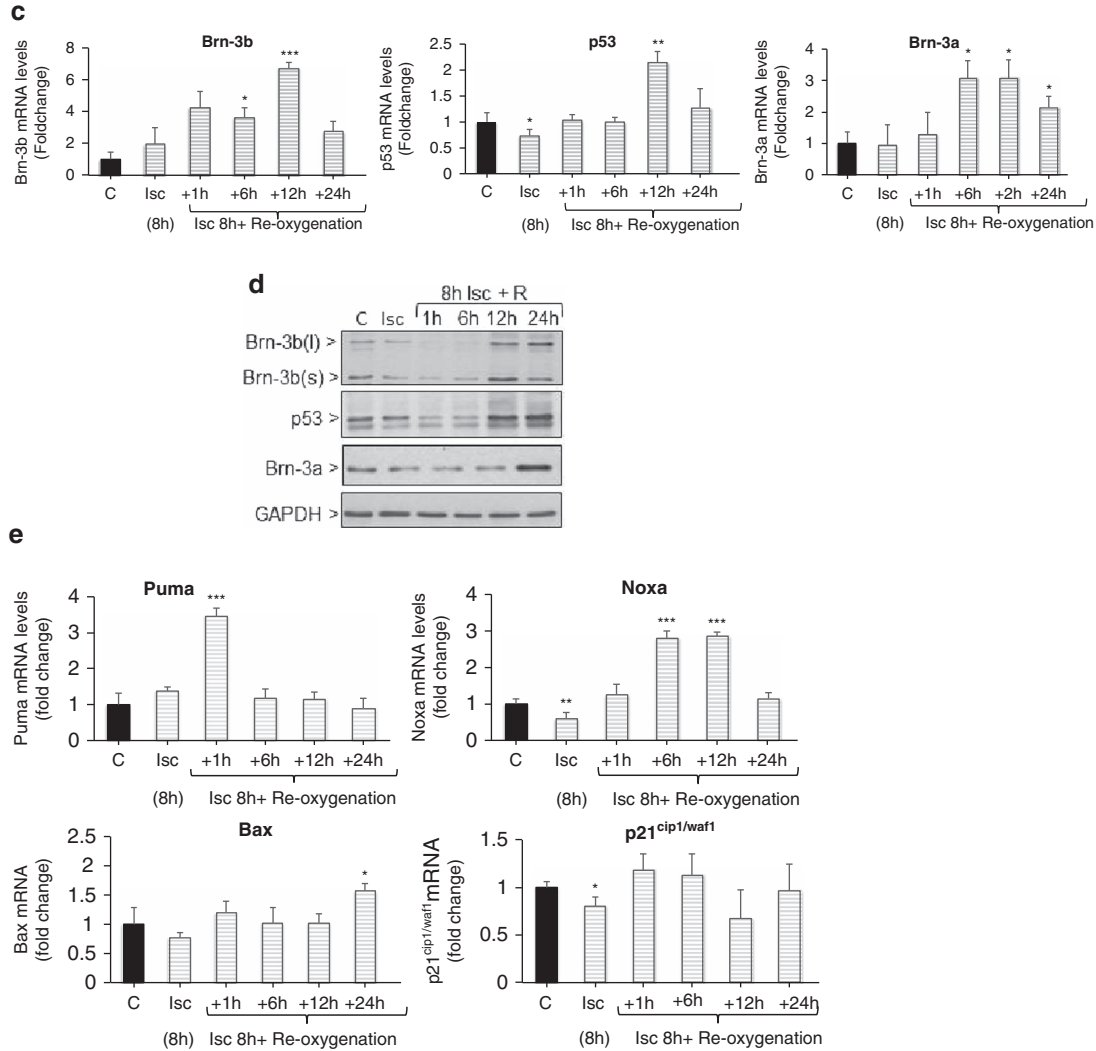 c
Brn-3b
Brn-3b mRNA levels
(Foldchange)
8
6
4
2
0
*
***
C Isc +1h +6h +12h +24h
(8h) Isc 8h+ Re-oxygenation
p53
p53 mRNA levels
(Foldchange)
2.5
2
1.5
1
0.5
0
*
**
C Isc +1h +6h +12h +24h
(8h) Isc 8h+ Re-oxygenation
Brn-3a
Brn-3a mRNA levels
(Foldchange)
4
3
2
1
0
* * *
C Isc +1h +6h +2h +24h
(8h) Isc 8h+ Re-oxygenation
d
8h Isc + R
C Isc 1h 6h 12h 24h
Brn-3b(l) >
Brn-3b(s) >
p53 >
Brn-3a >
GAPDH >
e
Puma
Puma mRNA levels
(fold change)
4
3
2
1
0
***
C Isc +1h +6h +12h +24h
(8h) Isc 8h+ Re-oxygenation
Noxa
Noxa mRNA levels
(fold change)
4
3
2
1
0
** *** ***
C Isc +1h +6h +12h +24h
(8h) Isc 8h+ Re-oxygenation
Bax
Bax mRNA
(fold change)
2.5
2
1.5
1
0.5
0
*
C Isc +1h +6h +12h +24h
(8h) Isc 8h+ Re-oxygenation
p21cip1/waf1
p21cip1/waf1mRNA
(fold change)
1.5
1
0.5
0
*
C Isc +1h +6h +12h +24h
(8h) Isc 8h+ Re-oxygenation